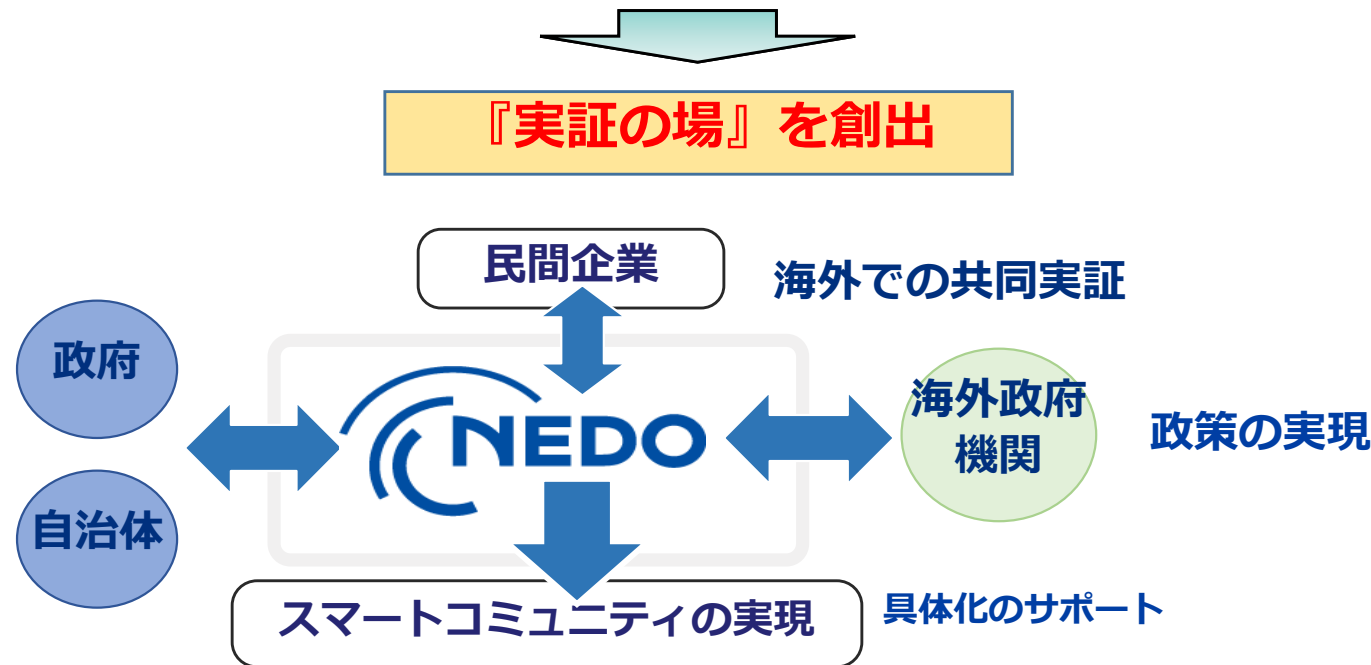 『実証の場』を創出
民間企業
海外での共同実証
政府
海外政府
機関
NEDO
政策の実現
自治体
スマートコミュニティの実現
具体化のサポート